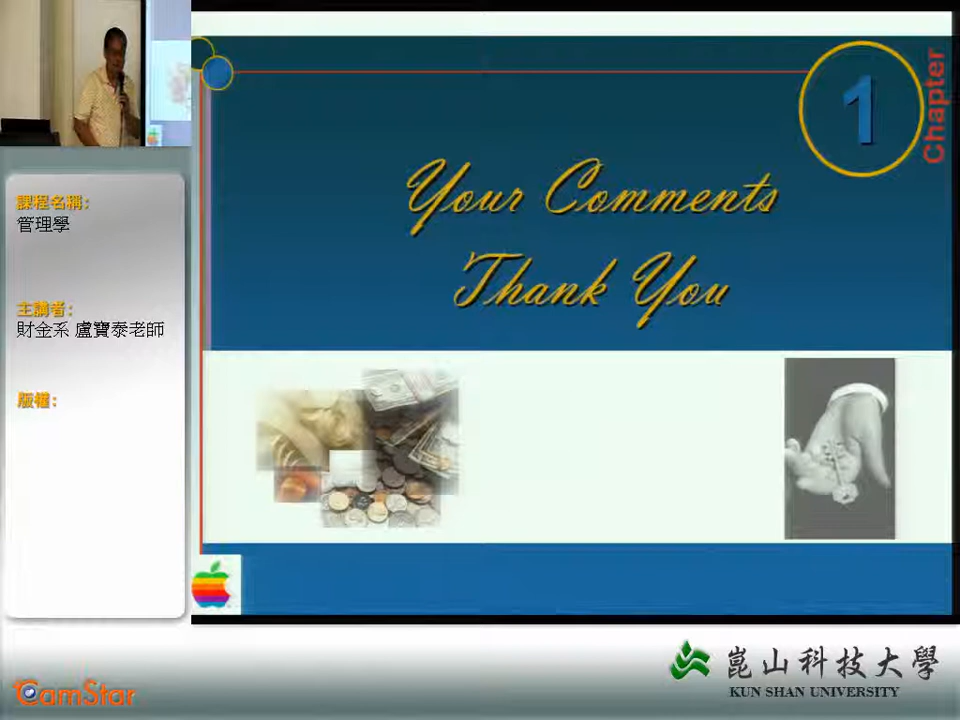 課程名稱:
管理學
主講者:
財金系 盧寶泰老師
版權:
1
Chapter
Your Comments
Thank You
CamStar
崑山科技大學
KUN SHAN UNIVERSITY